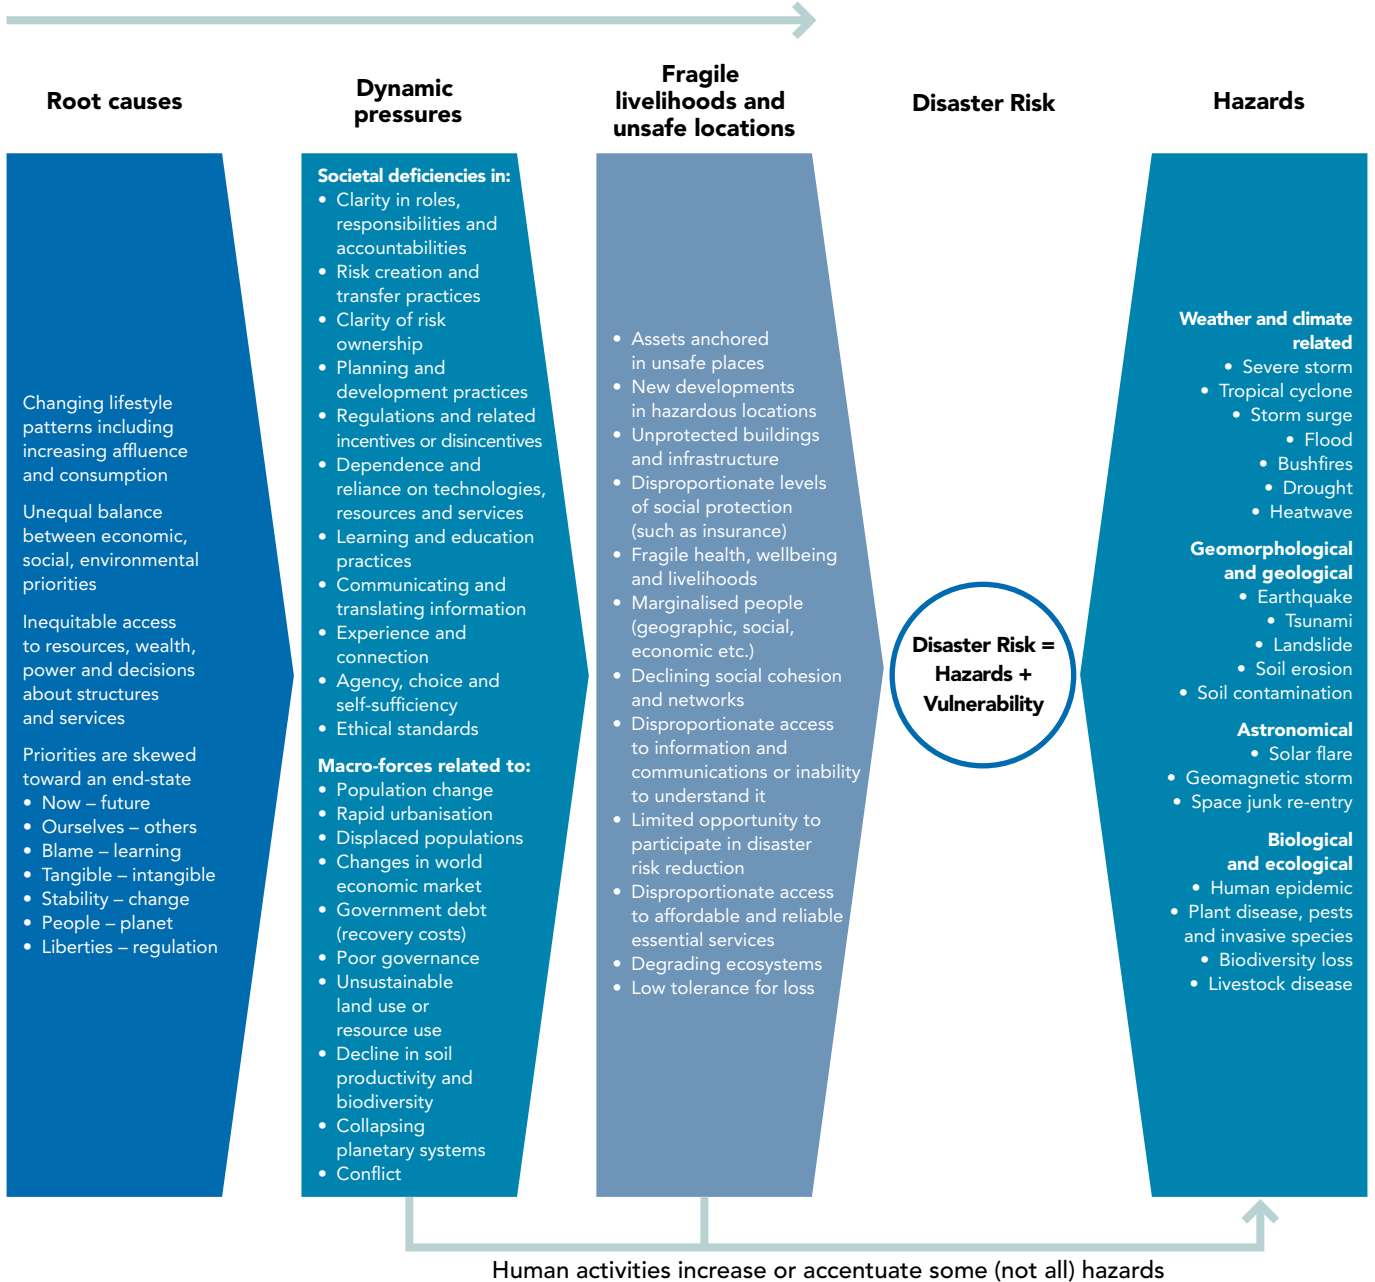 Root causes
Changing lifestyle
patterns including
increasing affluence
and consumption
Unequal balance
between economic,
social, environmental
priorities
Inequitable access
to resources, wealth,
power and decisions
about structures
and services
Priorities are skewed
toward an end-state
• Now – future
• Ourselves – others
• Blame – learning
• Tangible – intangible
• Stability – change
• People – planet
• Liberties – regulation
Dynamic
pressures
Societal deficiencies in:
• Clarity in roles,
responsibilities and
accountabilities
• Risk creation and
transfer practices
• Clarity of risk
ownership
• Planning and
development practices
• Regulations and related
incentives or disincentives
• Dependence and
reliance on technologies,
resources and services
• Learning and education
practices
• Communicating and
translating information
• Experience and
connection
• Agency, choice and
self-sufficiency
• Ethical standards
Macro-forces related to:
• Population change
• Rapid urbanisation
• Displaced populations
• Changes in world
economic market
• Government debt
(recovery costs)
• Poor governance
• Unsustainable
land use or
resource use
• Decline in soil
productivity and
biodiversity
• Collapsing
planetary systems
• Conflict
Fragile
livelihoods and
unsafe locations
• Assets anchored
in unsafe places
• New developments
in hazardous locations
• Unprotected buildings
and infrastructure
• Disproportionate levels
of social protection
(such as insurance)
• Fragile health, wellbeing
and livelihoods
• Marginalised people
(geographic, social,
economic etc.)
• Declining social cohesion
and networks
• Disproportionate access
to information and
communications or inability
to understand it
• Limited opportunity to
participate in disaster
risk reduction
• Disproportionate access
to affordable and reliable
essential services
• Degrading ecosystems
• Low tolerance for loss
Disaster Risk
Disaster Risk =
Hazards +
Vulnerability
Hazards
Weather and climate
related
• Severe storm
• Tropical cyclone
• Storm surge
• Flood
• Bushfires
• Drought
• Heatwave
Geomorphological
and geological
• Earthquake
• Tsunami
• Landslide
• Soil erosion
• Soil contamination
Astronomical
• Solar flare
• Geomagnetic storm
• Space junk re-entry
Biological
and ecological
• Human epidemic
• Plant disease, pests
and invasive species
• Biodiversity loss
• Livestock disease
Human activities increase or accentuate some (not all) hazards